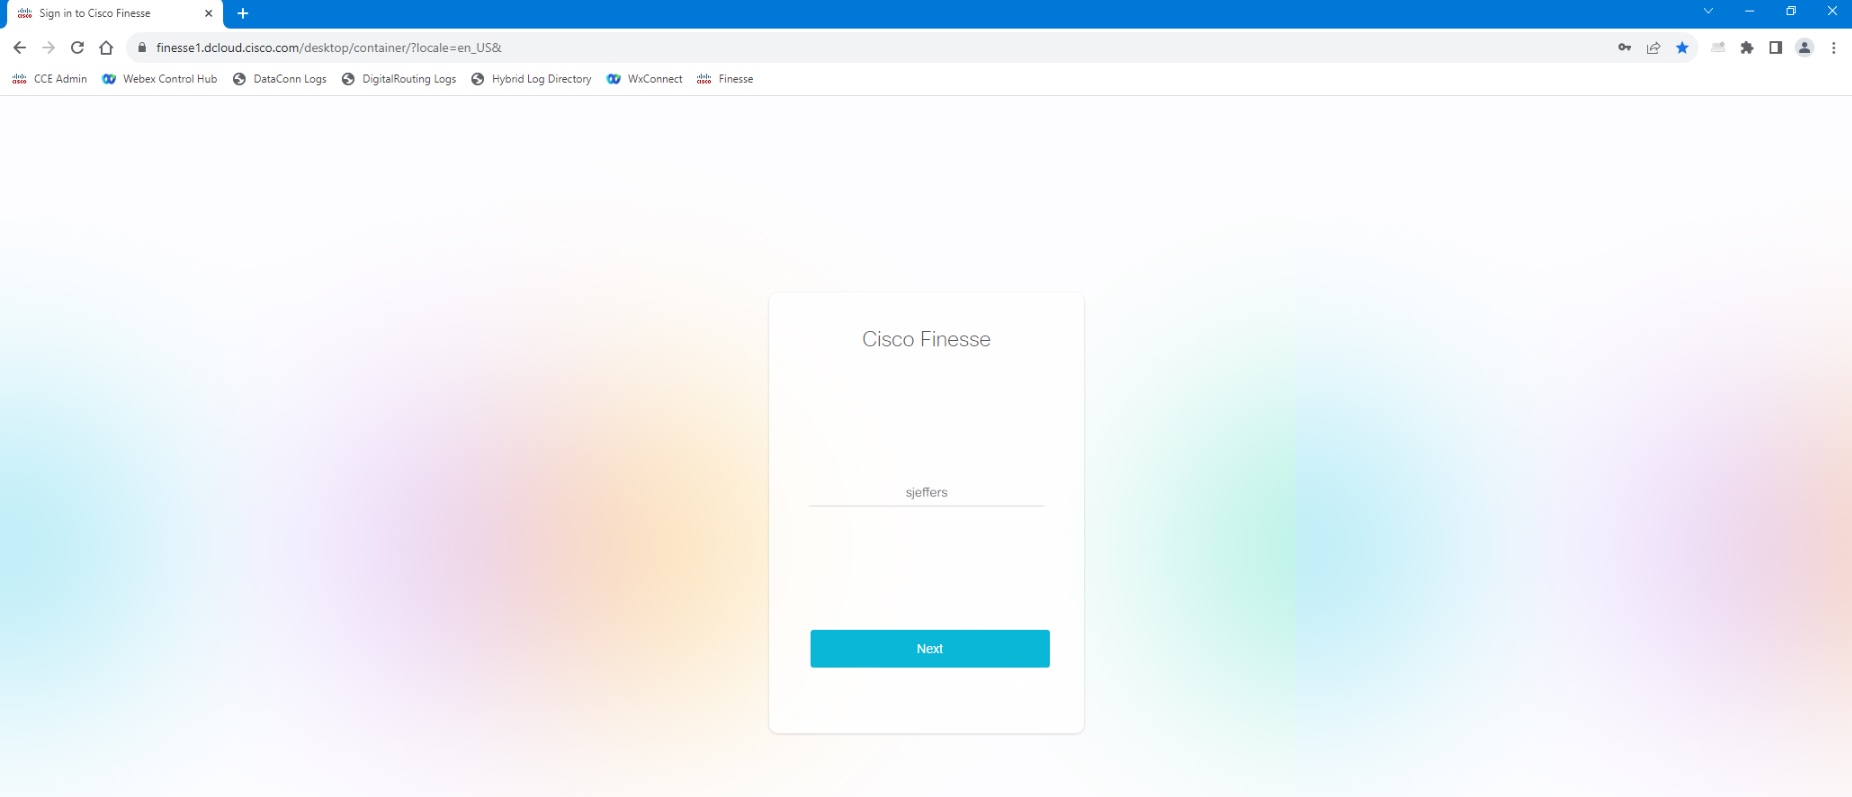 Sign in to Cisco Finesse
finesse1.dcloud.cisco.com/desktop/container/?locale=en_US&
CCE Admin Webex Control Hub DataConn Logs DigitalRouting Logs Hybrid Log Directory WxConnect Finesse
Cisco Finesse
sjeffers
Next